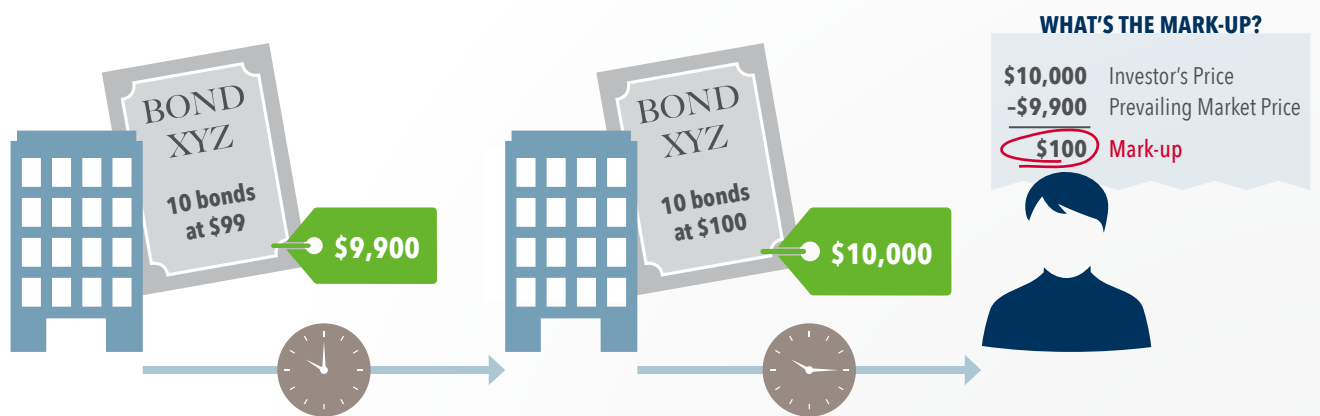 WHAT'S THE MARK-UP?
$10,000 Investor's Price
–$9,900 Prevailing Market Price
$100 Mark-up
BOND
XYZ
10 bonds
at $99
$9,900
BOND
XYZ
10 bonds
at $100
$10,000